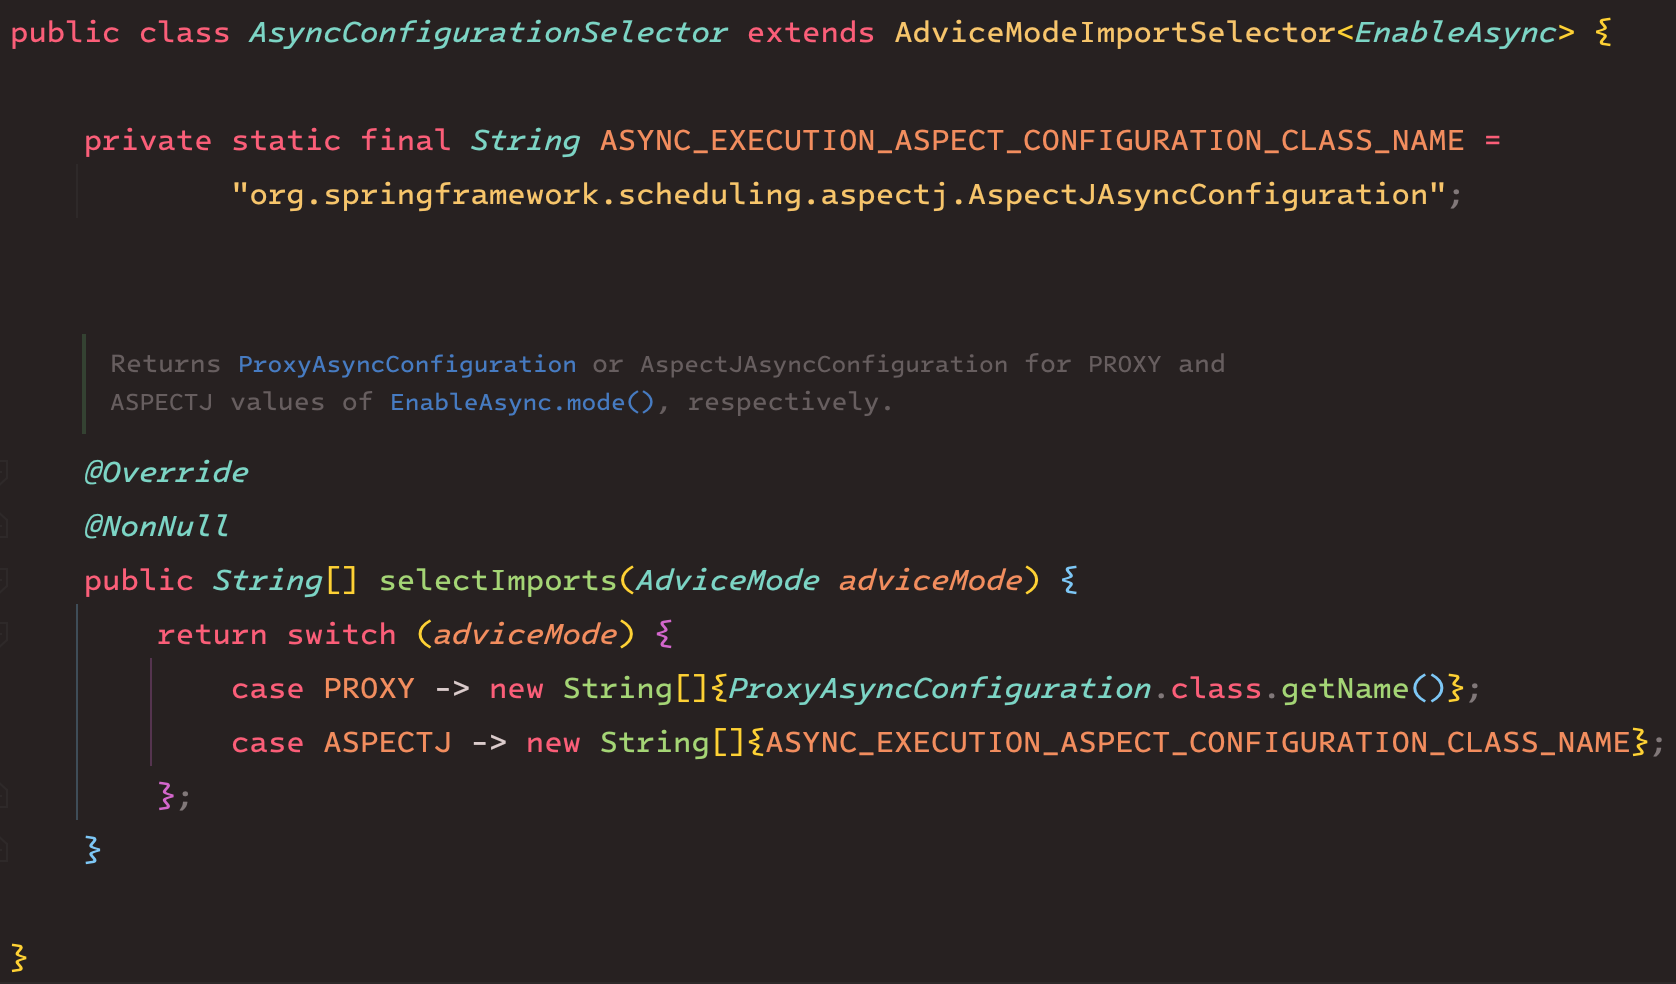 public class AsyncConfigurationSelector extends AdviceModeImportSelector<EnableAsync> {
private static final String ASYNC_EXECUTION_ASPECT_CONFIGURATION_CLASS_NAME =
"org.springframework.scheduling.aspectj.AspectJAsyncConfiguration";
Returns ProxyAsyncConfiguration or AspectJAsyncConfiguration for PROXY and
ASPECTJ values of EnableAsync.mode(), respectively.
@Override
@NonNull
public String[] selectImports(AdviceMode adviceMode) {
return switch (adviceMode) {
case PROXY -> new String[]{ProxyAsyncConfiguration.class.getName()};
case ASPECTJ -> new String[]{ASYNC_EXECUTION_ASPECT_CONFIGURATION_CLASS_NAME};
};
}
}